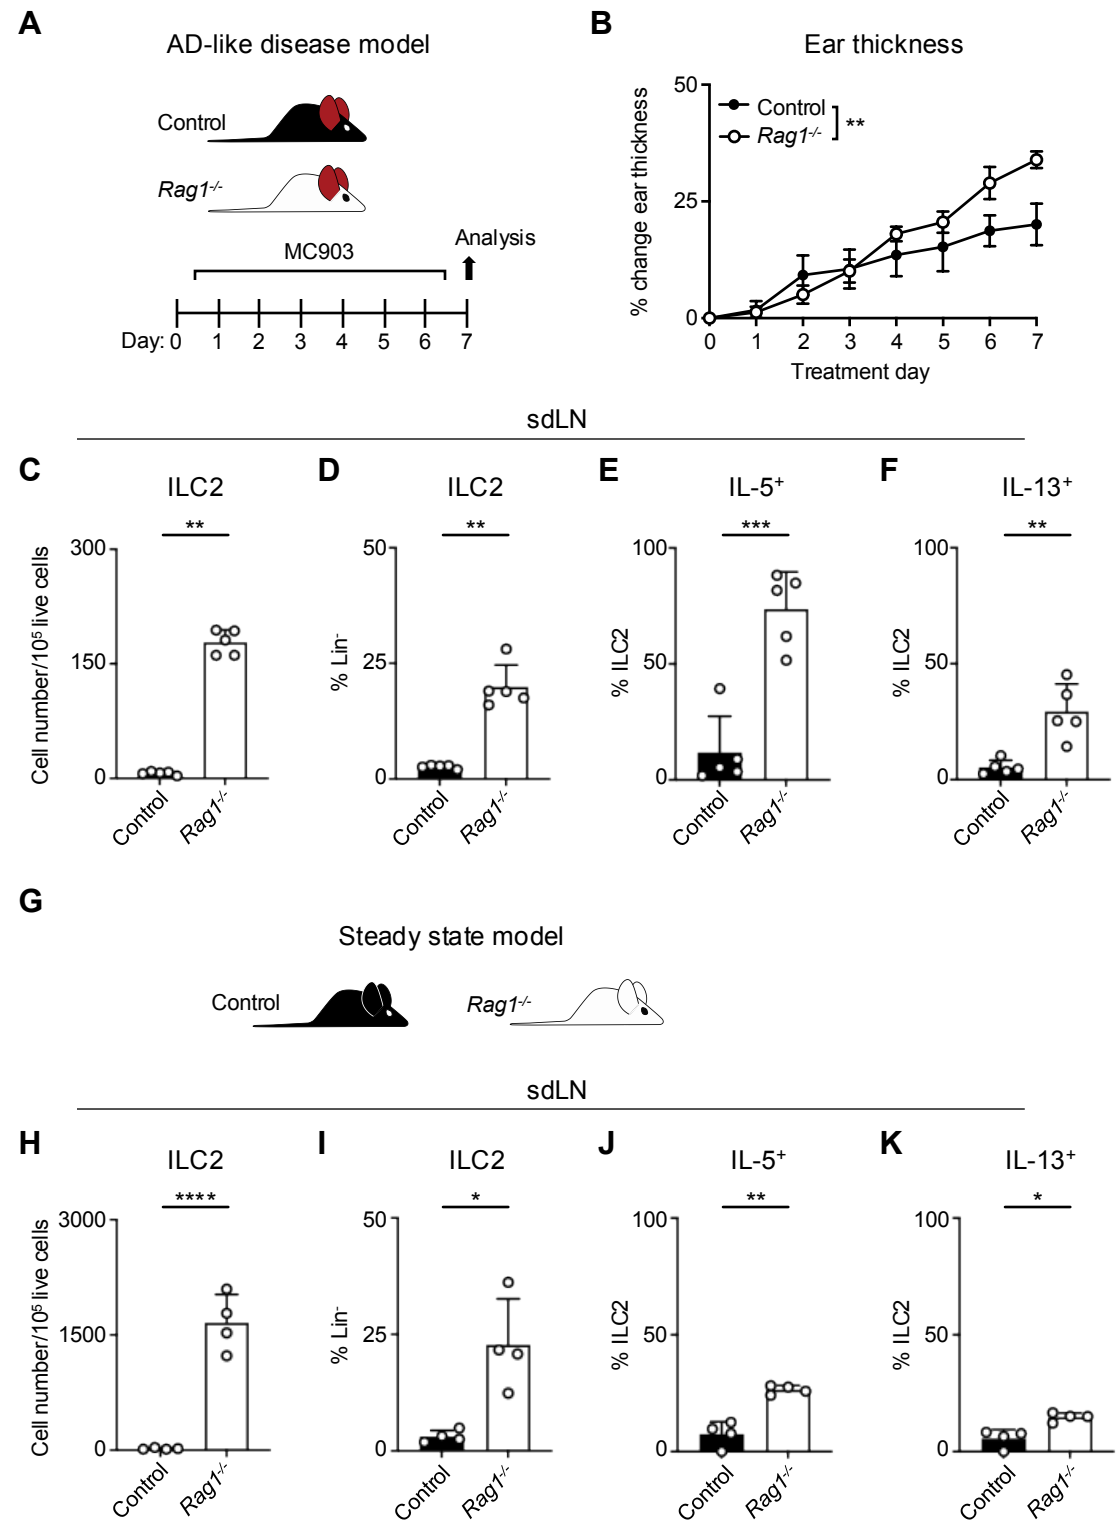 A
AD-like disease model
Control
Rag1-/-
MC903
Analysis
Day: 0 1 2 3 4 5 6 7
B
Ear thickness
% change ear thickness
50
25
0
Control
Rag1-/-
**
0 1 2 3 4 5 6 7
Treatment day
sdLN
C
ILC2
**
Cell number/10⁵ live cells
300
150
0
Control
Rag1-/-
D
ILC2
**
% Lin-
50
25
0
Control
Rag1-/-
E
IL-5+
***
% ILC2
100
50
0
Control
Rag1-/-
F
IL-13+
**
% ILC2
100
50
0
Control
Rag1-/-
G
Steady state model
Control
Rag1-/-
sdLN
H
ILC2
****
Cell number/10⁵ live cells
3000
1500
0
Control
Rag1-/-
I
ILC2
*
% Lin-
50
25
0
Control
Rag1-/-
J
IL-5+
**
% ILC2
100
50
0
Control
Rag1-/-
K
IL-13+
*
% ILC2
100
50
0
Control
Rag1-/-